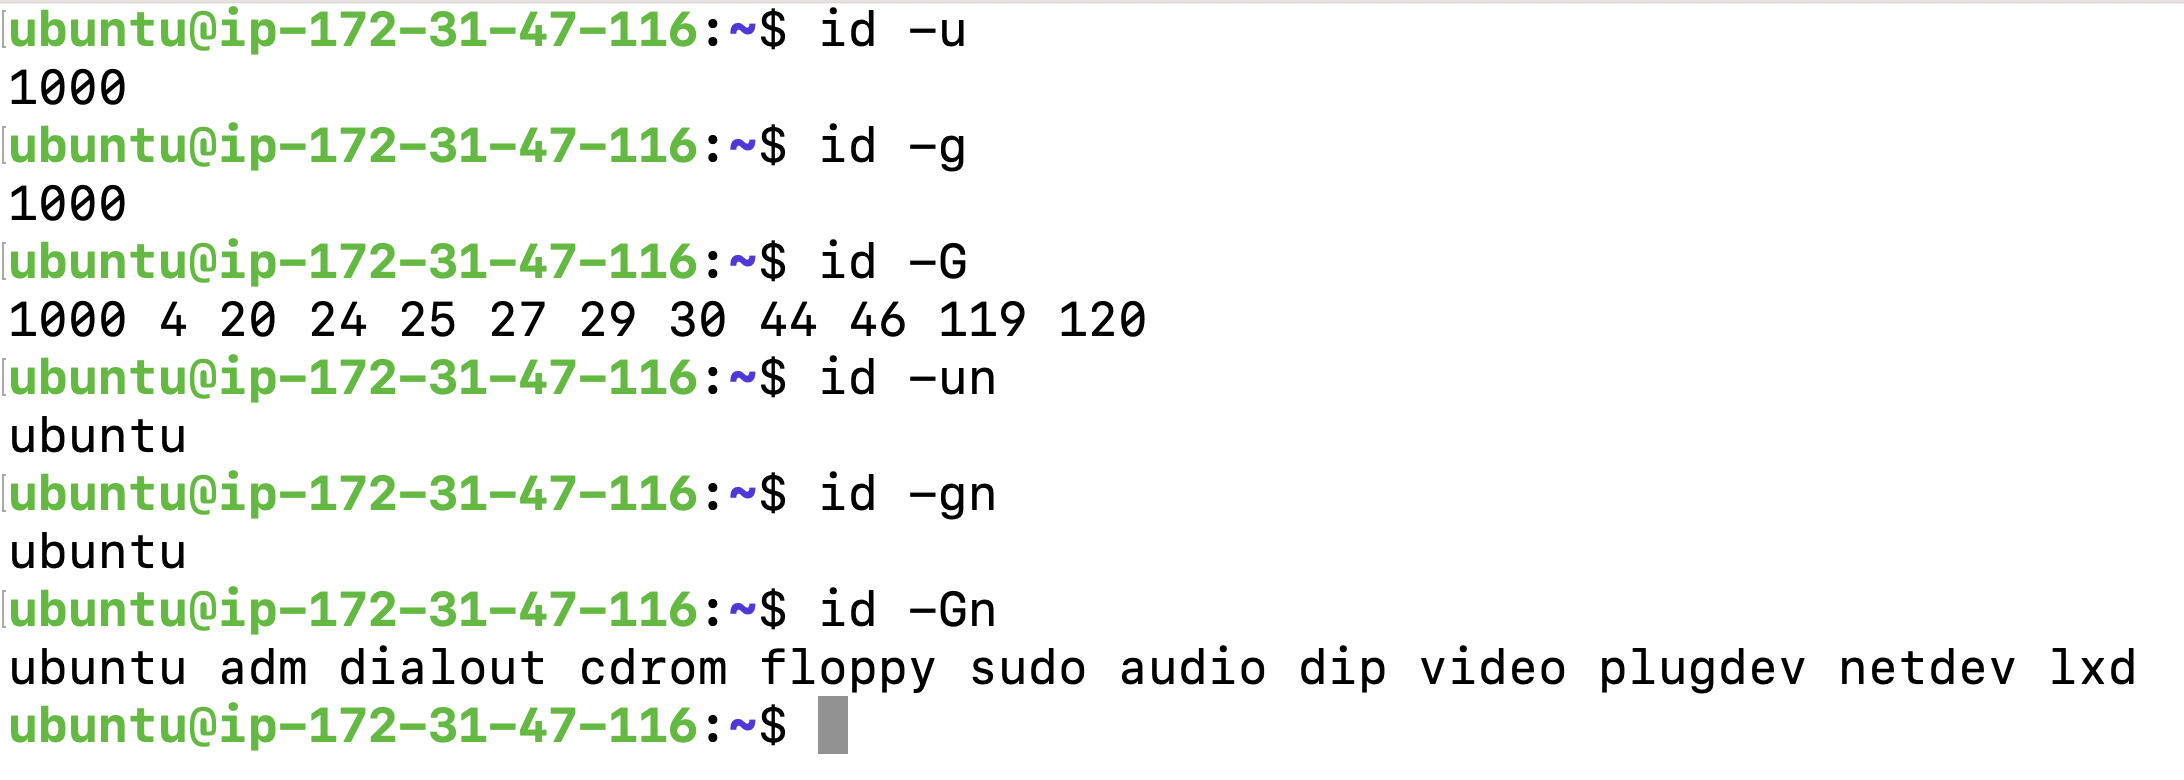 ubuntu@ip-172-31-47-116:~$ id -u
1000
ubuntu@ip-172-31-47-116:~$ id -g
1000
ubuntu@ip-172-31-47-116:~$ id -G
1000 4 20 24 25 27 29 30 44 46 119 120
ubuntu@ip-172-31-47-116:~$ id -un
ubuntu
ubuntu@ip-172-31-47-116:~$ id -gn
ubuntu
ubuntu@ip-172-31-47-116:~$ id -Gn
ubuntu adm dialout cdrom floppy sudo audio dip video plugdev netdev lxd
ubuntu@ip-172-31-47-116:~$